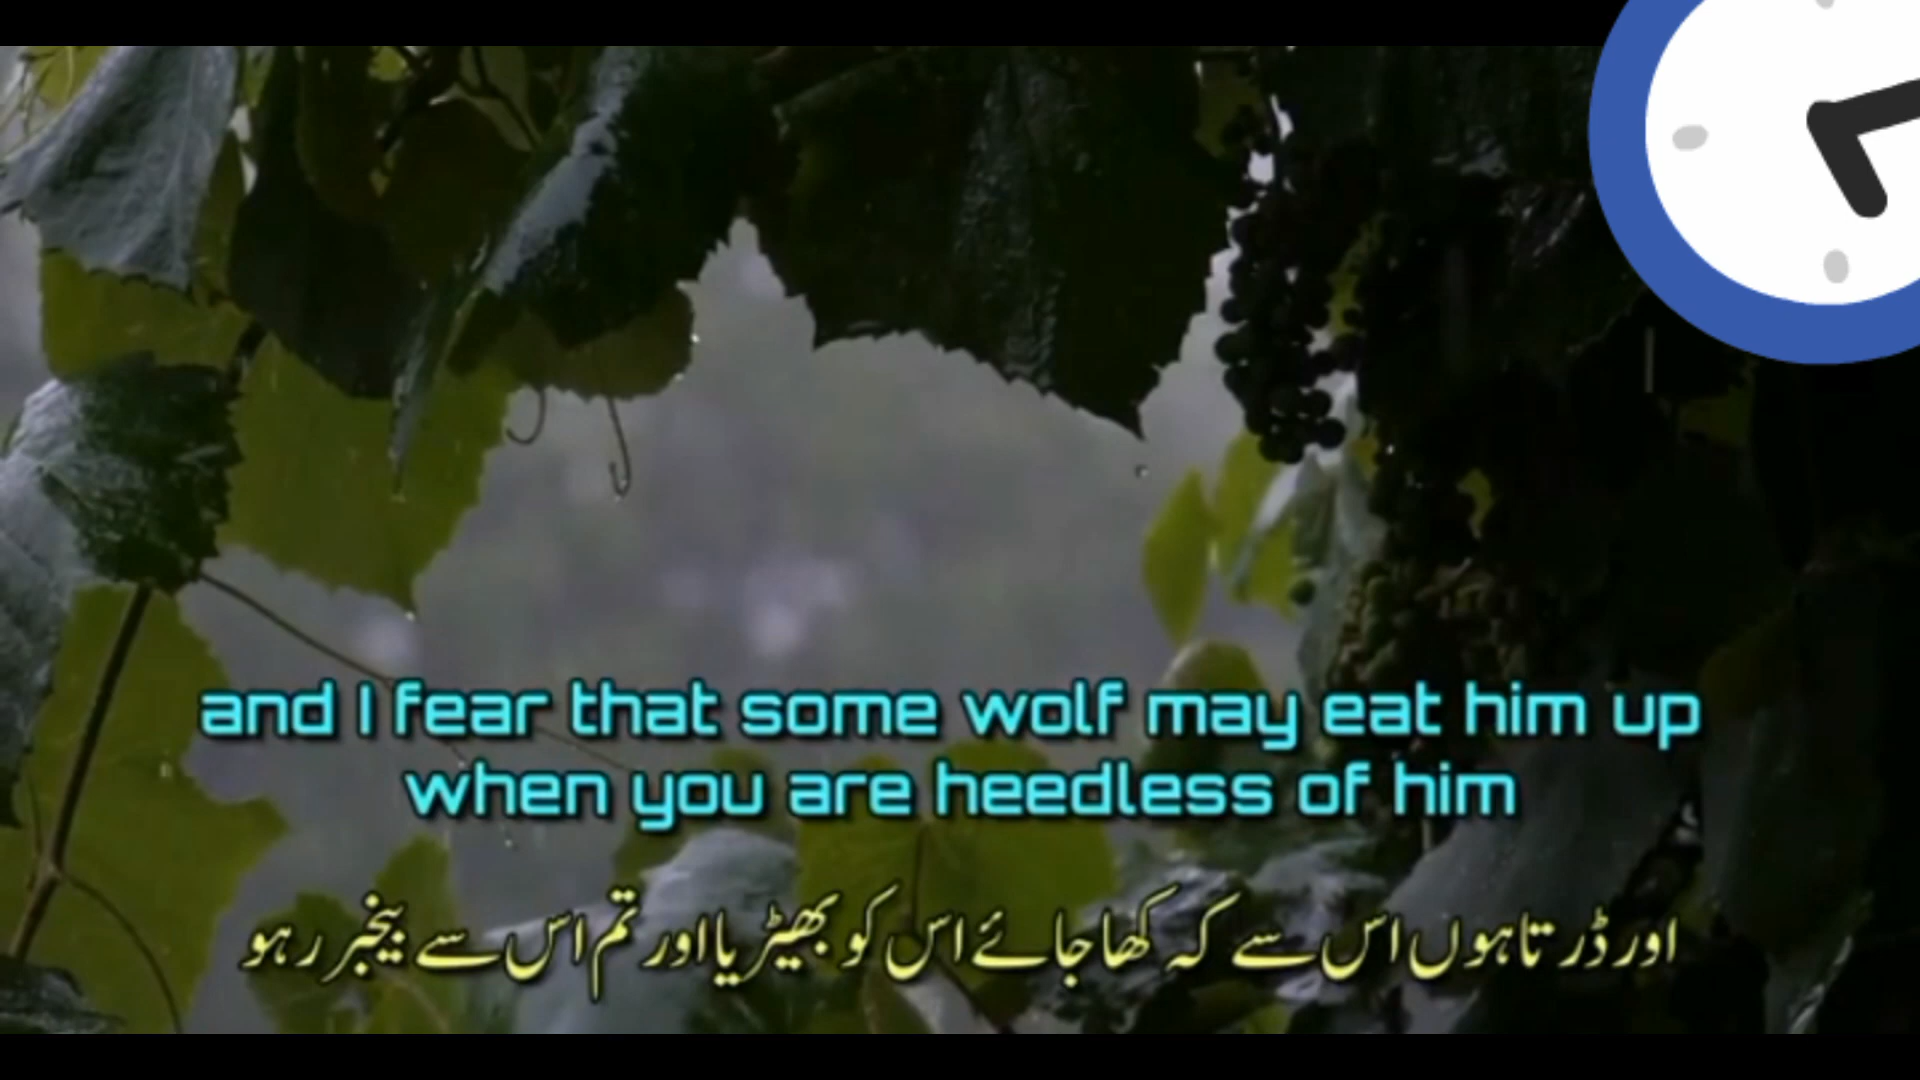 and I fear that some wolf may eat him up
when you are heedless of him
اور ڈرتا ہوں اس سے کہ کھا جائے اس کو بھیڑیا اور تم اس سے بیخبر رہو